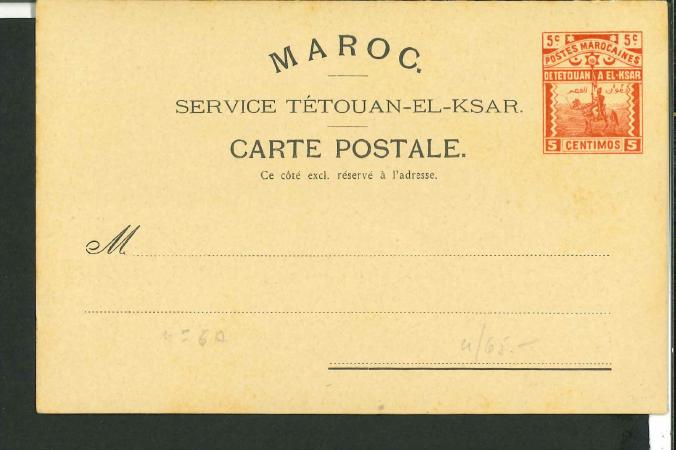 MAROC.
SERVICE TÉTOUAN-EL-KSAR.
CARTE POSTALE.
Ce côté excl. réservé à l'adresse.
5c 5c
POSTES MAROCAINES
DE TETOUAN A EL-KSAR
5 CENTIMOS 5
M